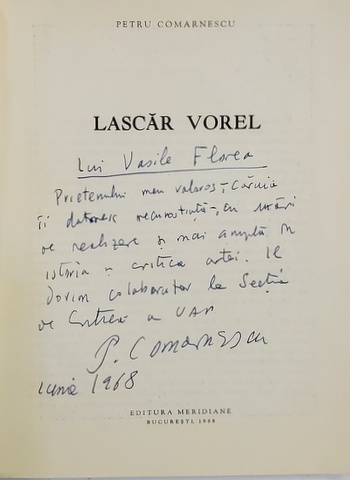 PETRU COMARNESCU
LASCĂR VOREL
Lui Vasile Florea
Prietenului meu valoros, căruia
îi datoresc recunoștință, cu urări
de realizare și mai amplă în
istoria și critica artei. Îl
dorim colaborator la Secția
de Critică a UAP
P. Comarnescu
iunie 1968
EDITURA MERIDIANE
BUCUREȘTI 1968